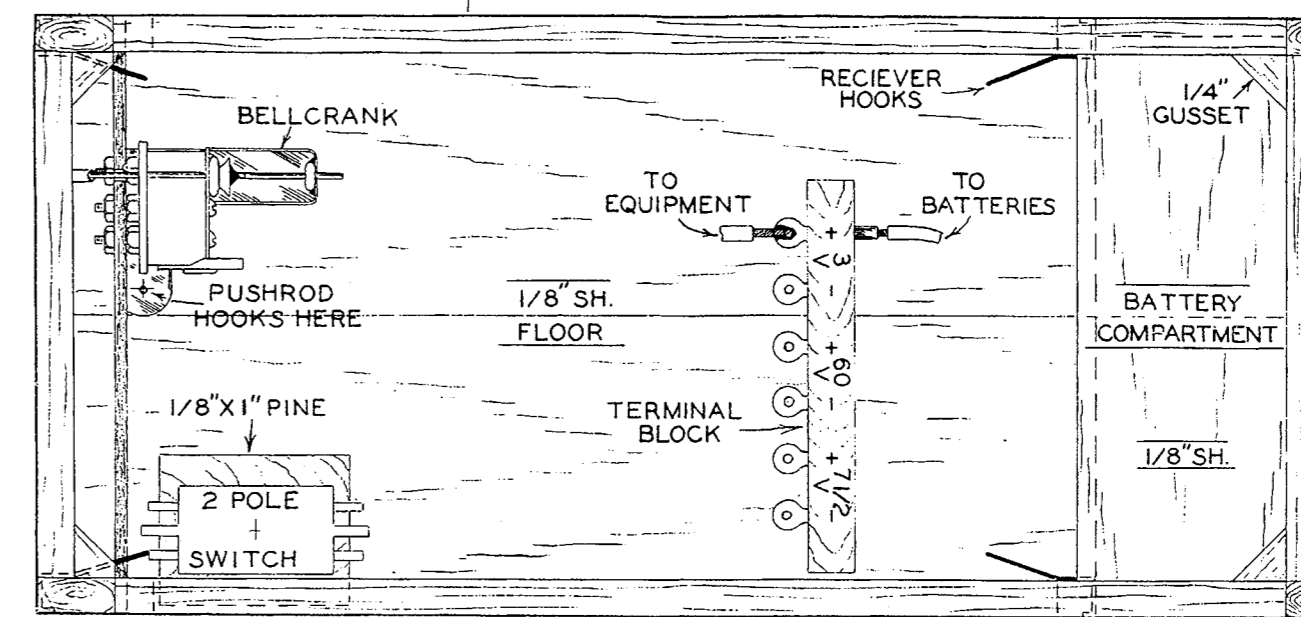 RECIEVER
HOOKS
1/4"
GUSSET
BELLCRANK
TO
EQUIPMENT
TO
BATTERIES
+ 3 V -
PUSHROD
HOOKS HERE
1/8" SH.
FLOOR
BATTERY
COMPARTMENT
+ 60 V -
1/8"X1" PINE
TERMINAL
BLOCK
+ 7 1/2 V
1/8" SH.
2 POLE
SWITCH